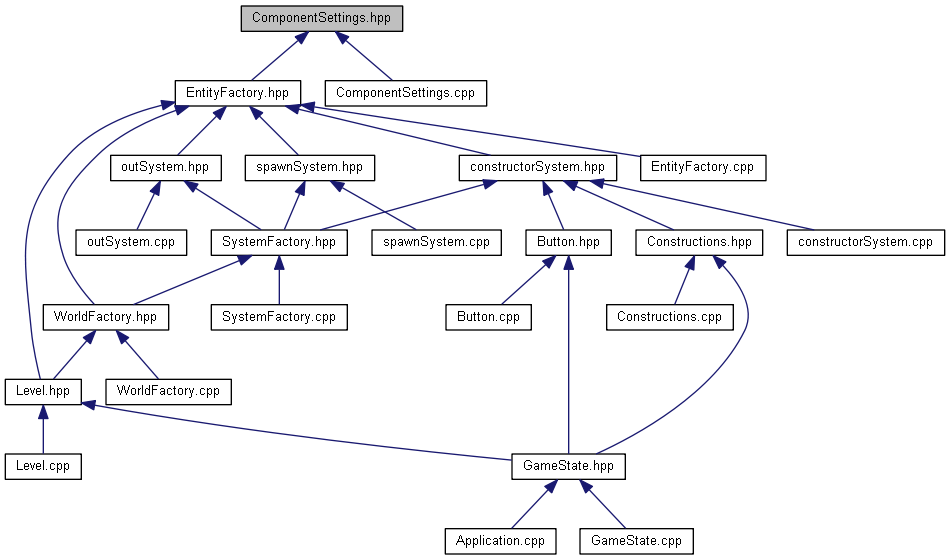 ComponentSettings.hpp
EntityFactory.hpp
ComponentSettings.cpp
outSystem.hpp
spawnSystem.hpp
constructorSystem.hpp
EntityFactory.cpp
outSystem.cpp
SystemFactory.hpp
spawnSystem.cpp
Button.hpp
Constructions.hpp
constructorSystem.cpp
WorldFactory.hpp
SystemFactory.cpp
Button.cpp
Constructions.cpp
Level.hpp
WorldFactory.cpp
Level.cpp
GameState.hpp
Application.cpp
GameState.cpp